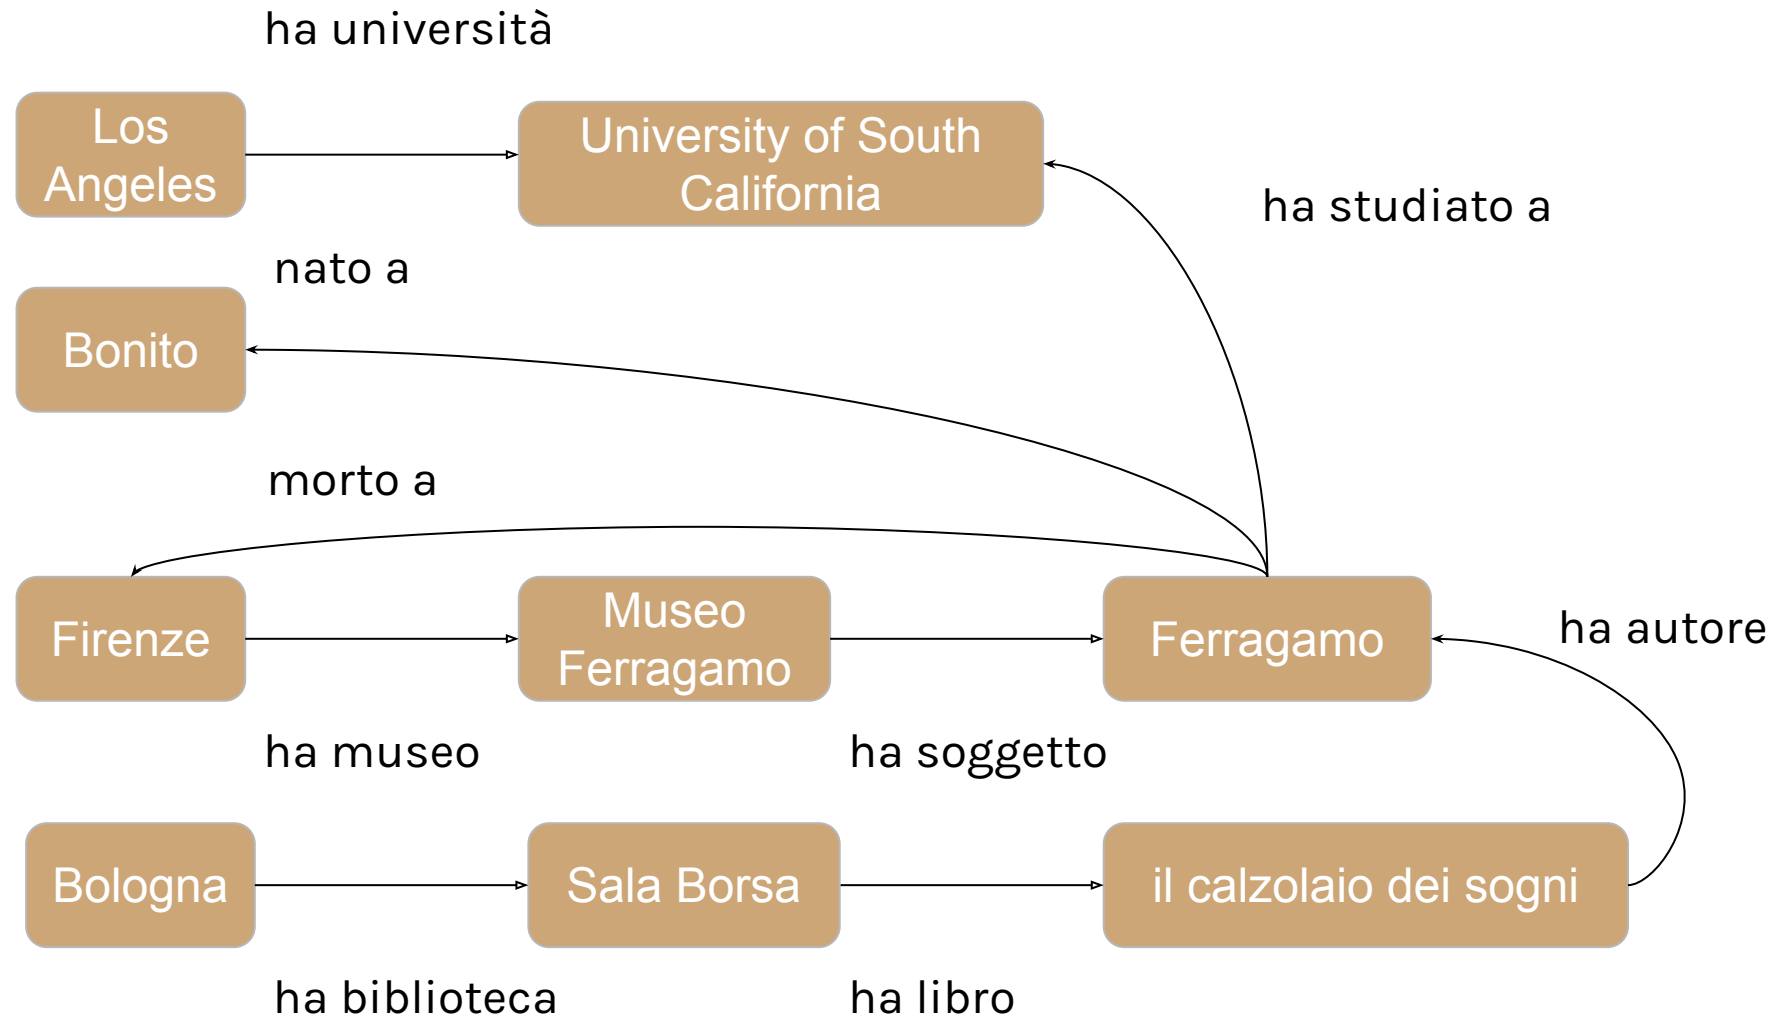 ha università
Los
Angeles
University of South
California
ha studiato a
nato a
Bonito
morto a
Firenze
Museo
Ferragamo
Ferragamo
ha autore
ha museo
ha soggetto
Bologna
Sala Borsa
il calzolaio dei sogni
ha biblioteca
ha libro